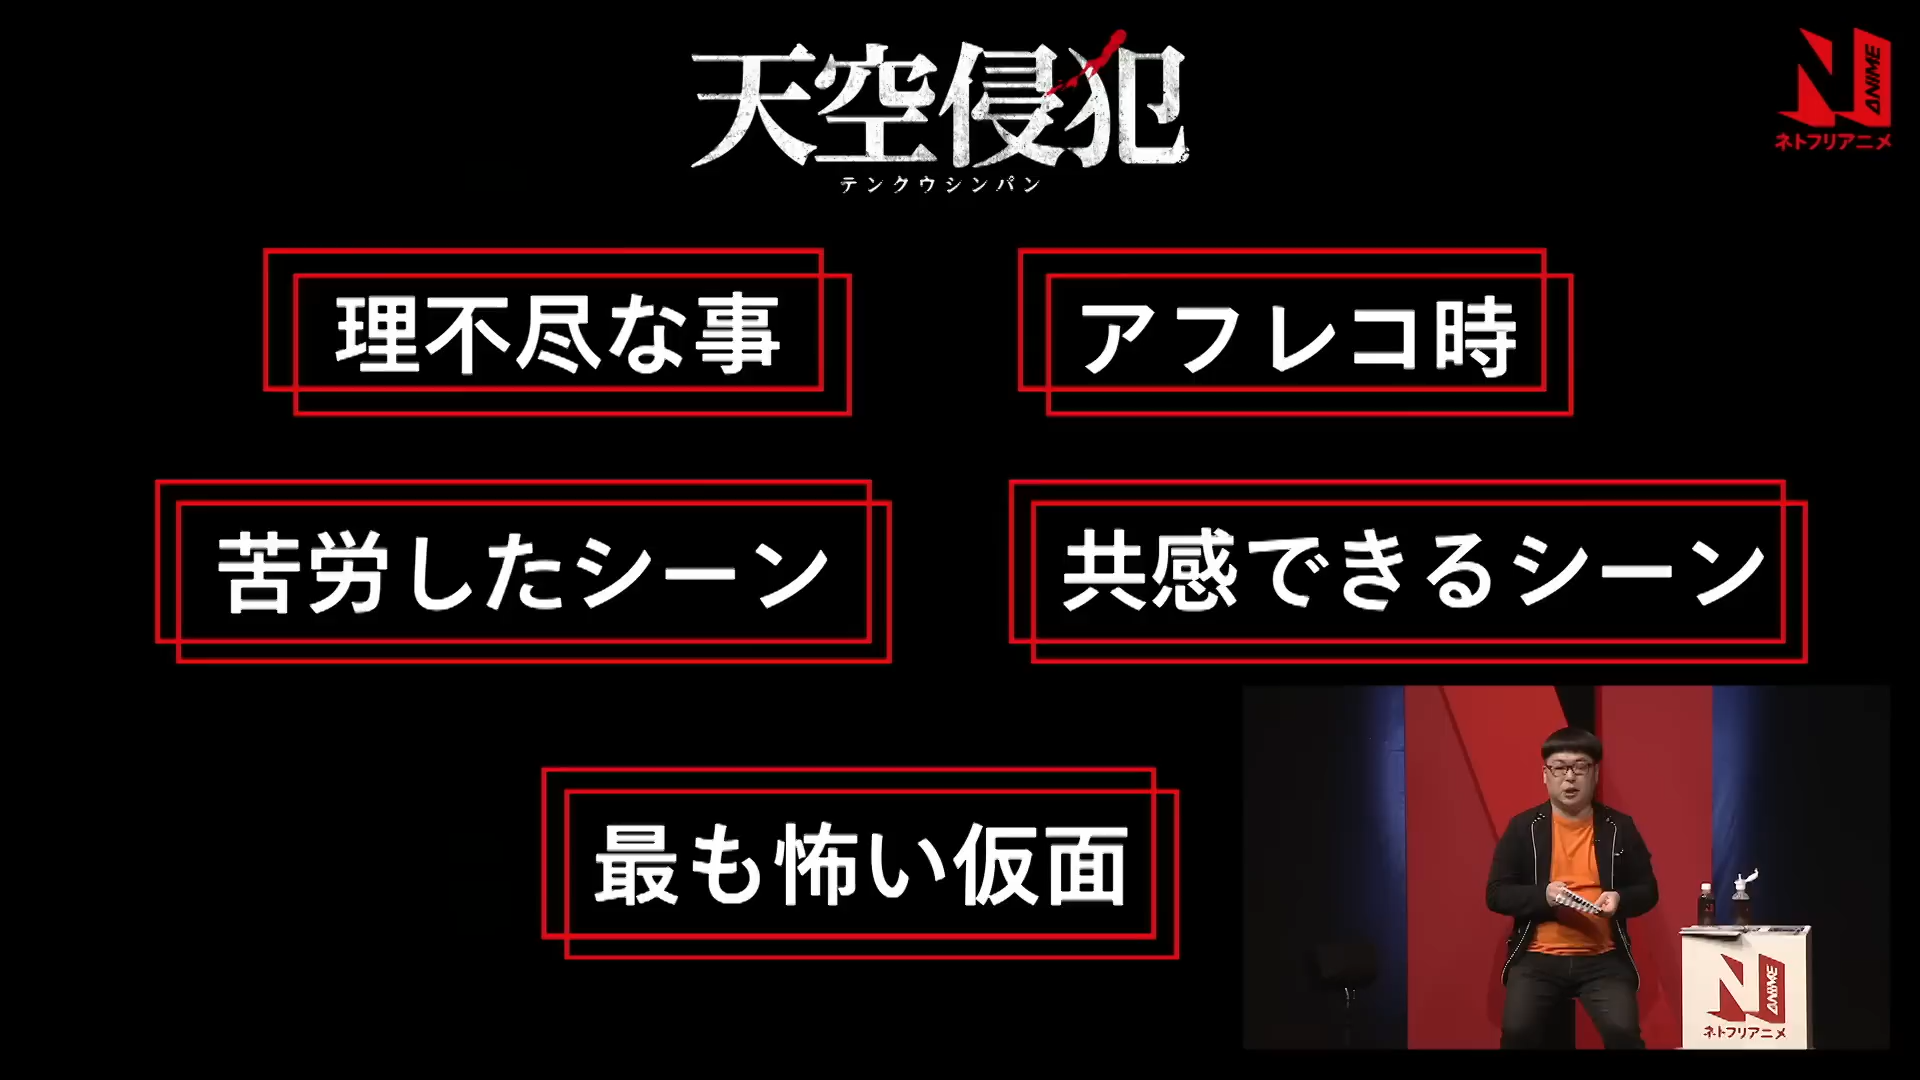 天空侵犯
テンクウシンパン
ANIME
ネトフリアニメ
理不尽な事
アフレコ時
苦労したシーン
共感できるシーン
最も怖い仮面
ANIME
ネトフリアニメ